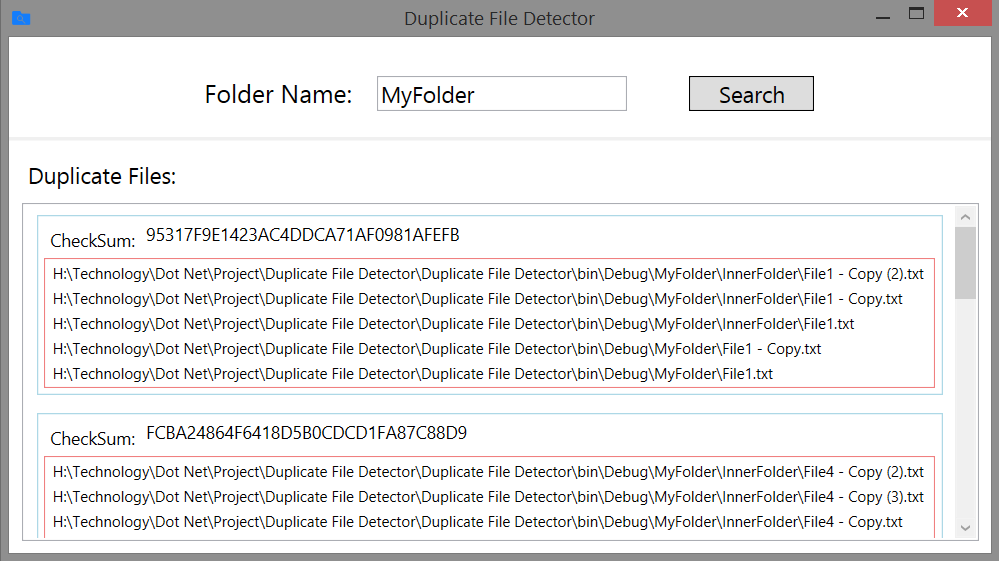 Duplicate File Detector
Folder Name: MyFolder Search
Duplicate Files:
CheckSum: 95317F9E1423AC4DDCA71AF0981AFEFB
H:\Technology\Dot Net\Project\Duplicate File Detector\Duplicate File Detector\bin\Debug\MyFolder\InnerFolder\File1 - Copy (2).txt
H:\Technology\Dot Net\Project\Duplicate File Detector\Duplicate File Detector\bin\Debug\MyFolder\InnerFolder\File1 - Copy.txt
H:\Technology\Dot Net\Project\Duplicate File Detector\Duplicate File Detector\bin\Debug\MyFolder\InnerFolder\File1.txt
H:\Technology\Dot Net\Project\Duplicate File Detector\Duplicate File Detector\bin\Debug\MyFolder\File1 - Copy.txt
H:\Technology\Dot Net\Project\Duplicate File Detector\Duplicate File Detector\bin\Debug\MyFolder\File1.txt
CheckSum: FCBA24864F6418D5B0CDCD1FA87C88D9
H:\Technology\Dot Net\Project\Duplicate File Detector\Duplicate File Detector\bin\Debug\MyFolder\InnerFolder\File4 - Copy (2).txt
H:\Technology\Dot Net\Project\Duplicate File Detector\Duplicate File Detector\bin\Debug\MyFolder\InnerFolder\File4 - Copy (3).txt
H:\Technology\Dot Net\Project\Duplicate File Detector\Duplicate File Detector\bin\Debug\MyFolder\InnerFolder\File4 - Copy.txt